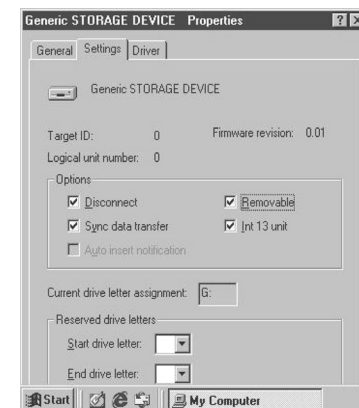 Generic STORAGE DEVICE Properties
General Settings Driver
Generic STORAGE DEVICE
Target ID: 0 Firmware revision: 0.01
Logical unit number: 0
Options
Disconnect Removable
Sync data transfer Int 13 unit
Auto insert notification
Current drive letter assignment: G:
Reserved drive letters
Start drive letter:
End drive letter:
Start My Computer